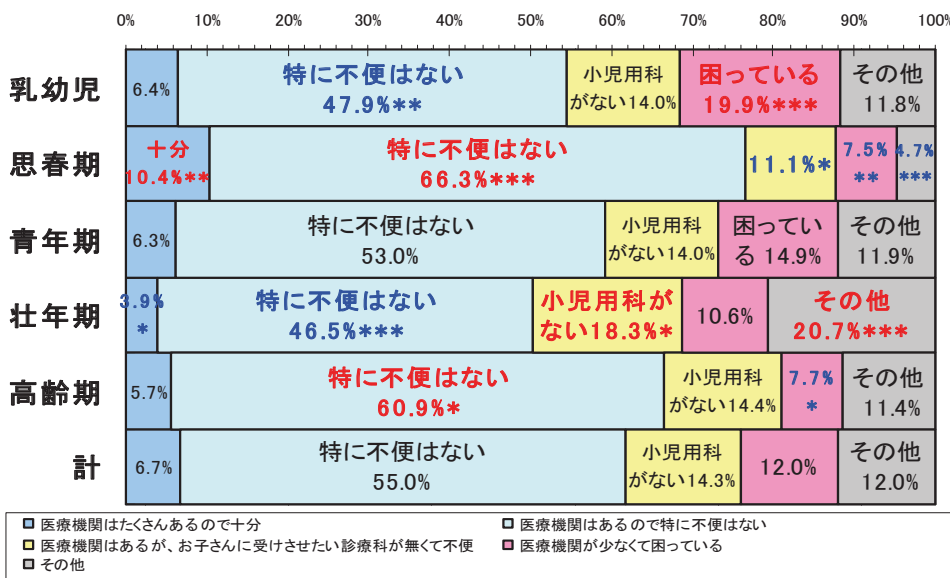 0% 10% 20% 30% 40% 50% 60% 70% 80% 90% 100%
乳幼児
6.4%
特に不便はない
47.9%**
小児用科
がない14.0%
困っている
19.9%***
その他
11.8%
思春期
十分
10.4%**
特に不便はない
66.3%***
11.1%*
7.5%
**
4.7%
***
青年期
6.3%
特に不便はない
53.0%
小児用科
がない14.0%
困ってい
る 14.9%
その他
11.9%
壮年期
3.9%
*
特に不便はない
46.5%***
小児用科が
ない18.3%*
10.6%
その他
20.7%***
高齢期
5.7%
特に不便はない
60.9%*
小児用科
がない14.4%
7.7%
*
その他
11.4%
計
6.7%
特に不便はない
55.0%
小児用科
がない14.3%
12.0%
その他
12.0%
医療機関はたくさんあるので十分
医療機関はあるので特に不便はない
医療機関はあるが、お子さんに受けさせたい診療科が無くて不便
医療機関が少なくて困っている
その他